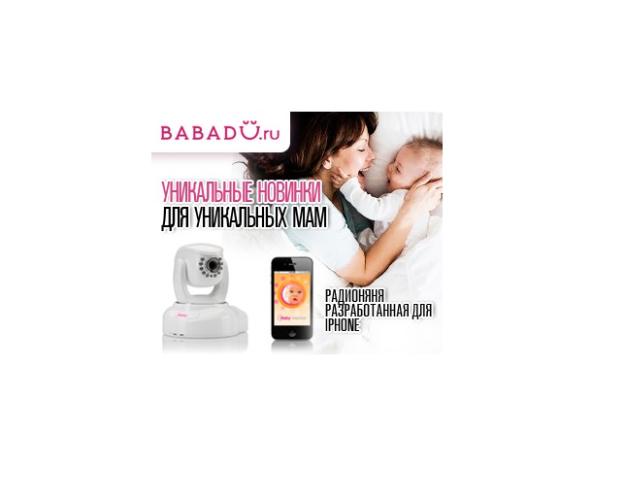 BABADU.ru
УНИКАЛЬНЫЕ НОВИНКИ
ДЛЯ УНИКАЛЬНЫХ МАМ
РАДИОНЯНЯ
РАЗРАБОТАННАЯ ДЛЯ
IPHONE